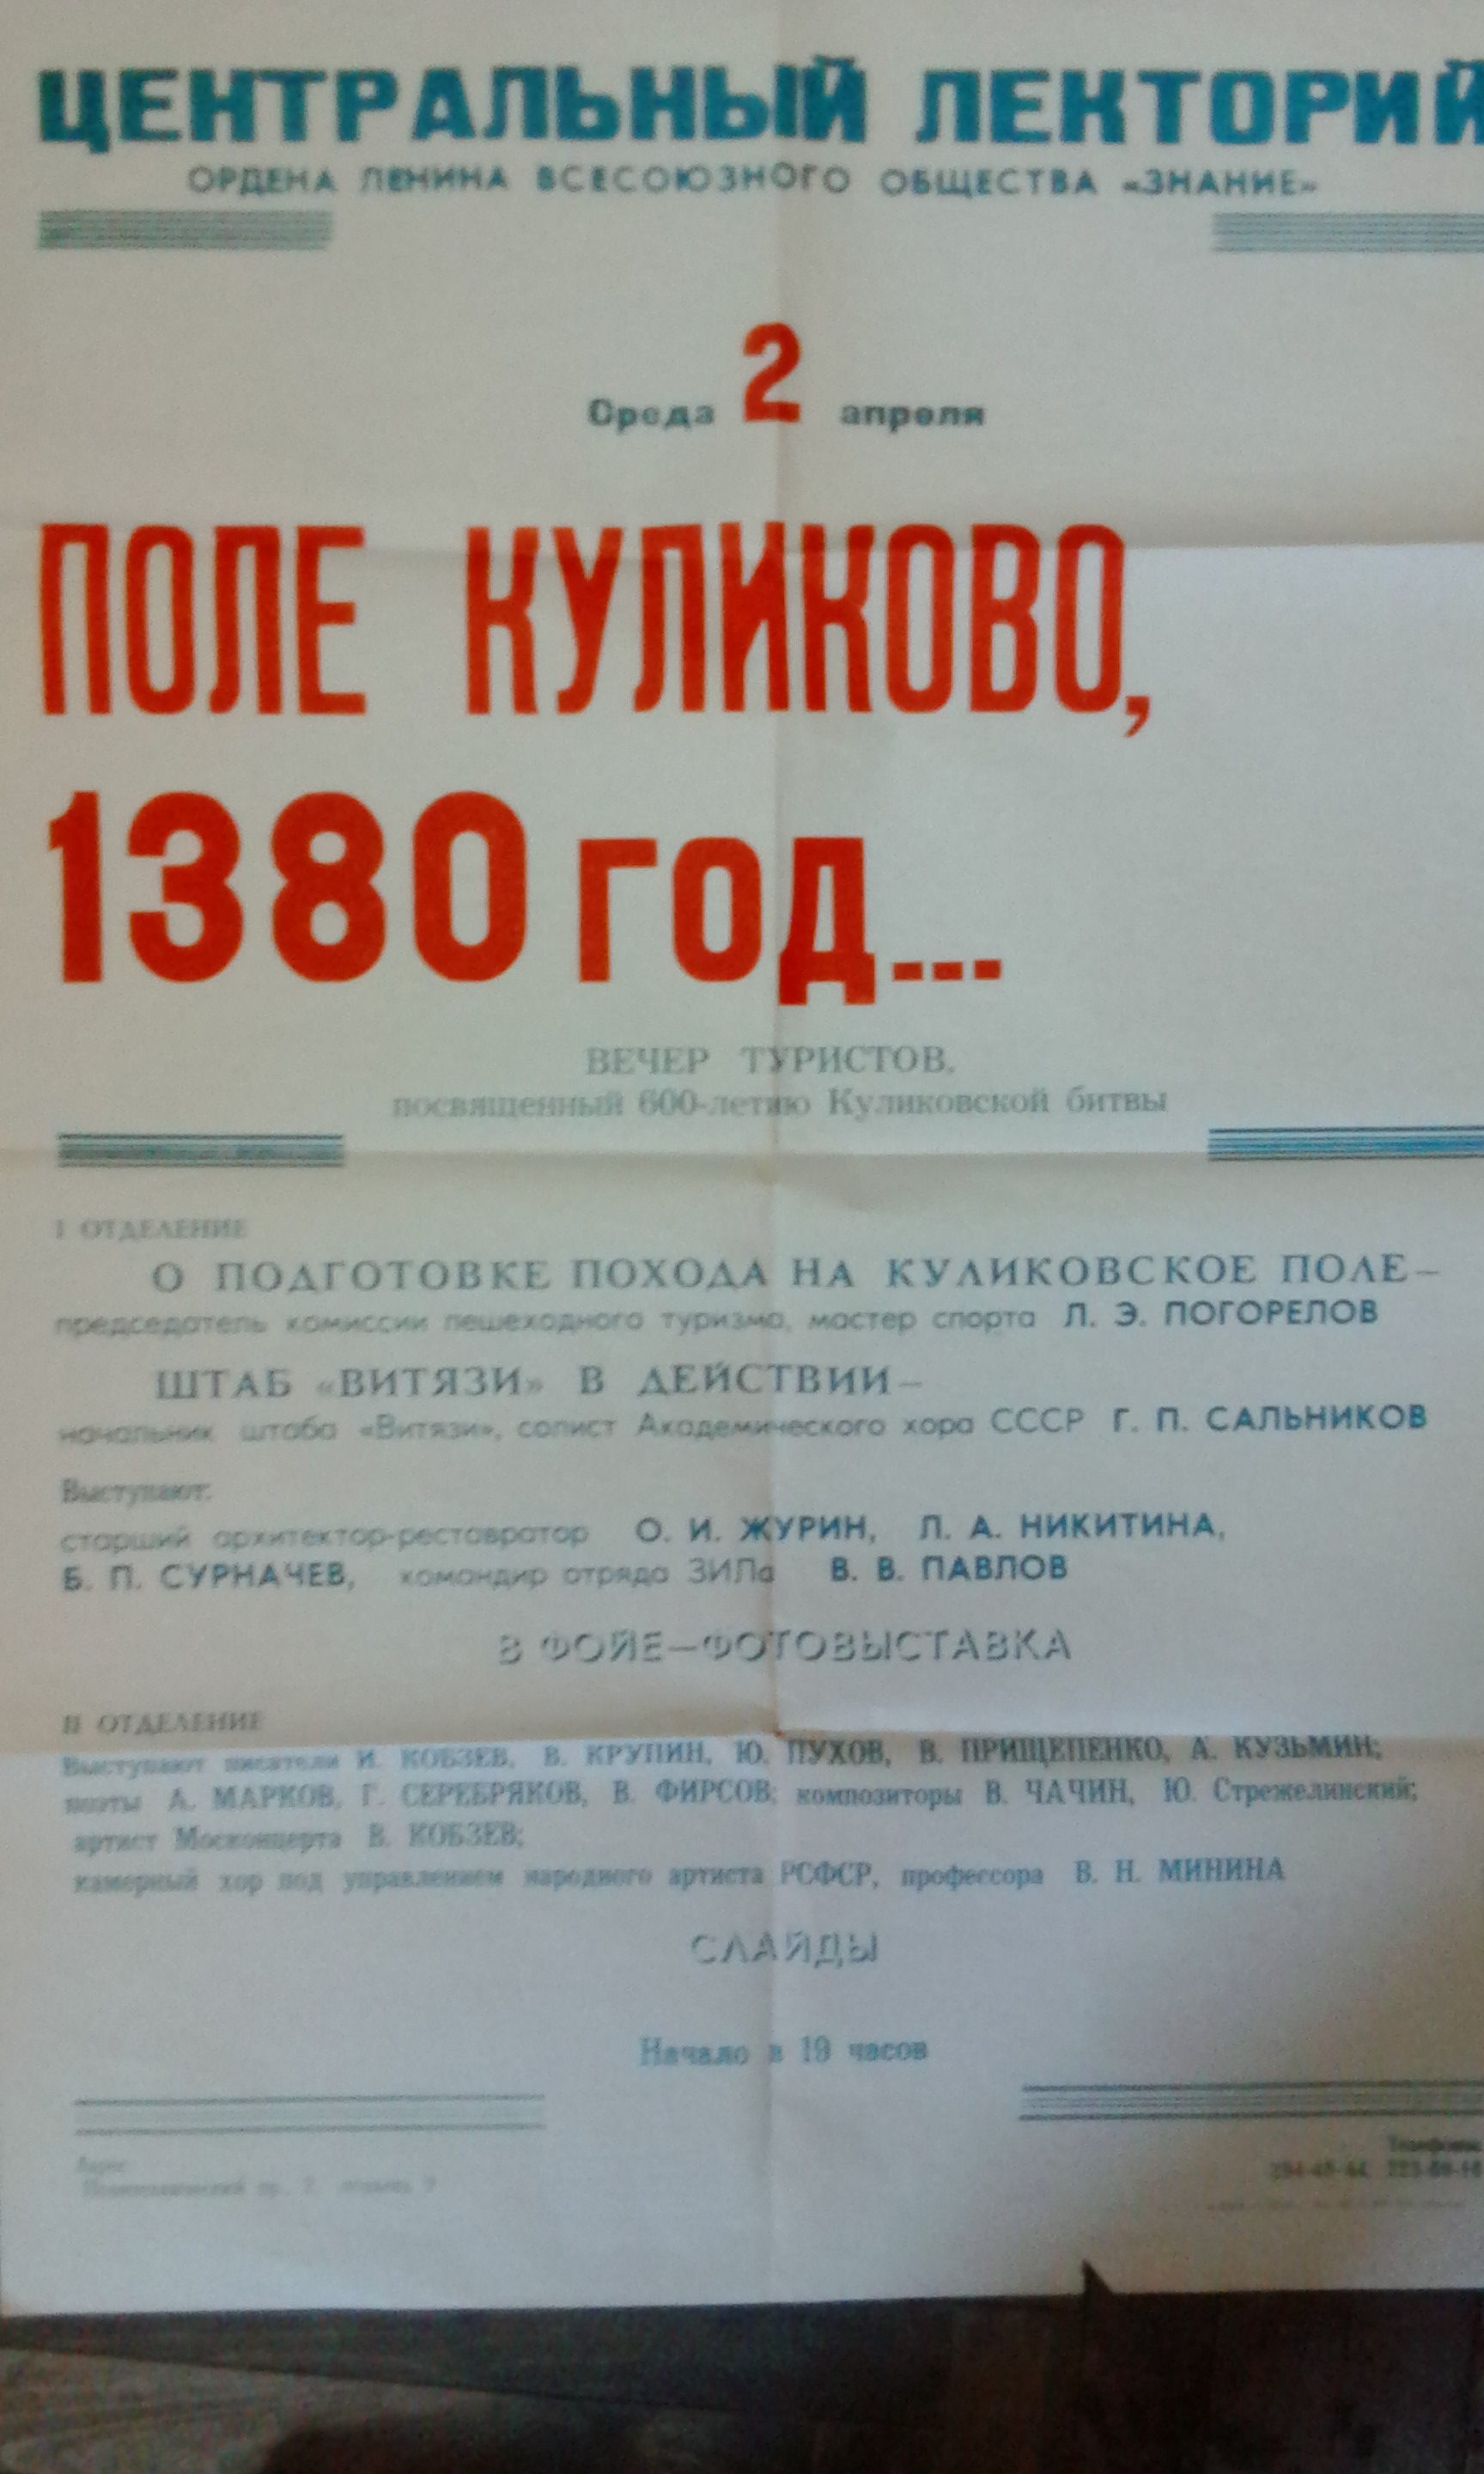 ЦЕНТРАЛЬНЫЙ ЛЕКТОРИЙ
ОРДЕНА ЛЕНИНА ВСЕСОЮЗНОГО ОБЩЕСТВА «ЗНАНИЕ»
Среда 2 апреля
ПОЛЕ КУЛИКОВО,
1380 год...
ВЕЧЕР ТУРИСТОВ,
посвященный 600-летию Куликовской битвы
I ОТДЕЛЕНИЕ
О ПОДГОТОВКЕ ПОХОДА НА КУЛИКОВСКОЕ ПОЛЕ—
председатель комиссии пешеходного туризма, мастер спорта Л. Э. ПОГОРЕЛОВ
ШТАБ «ВИТЯЗИ» В ДЕЙСТВИИ—
начальник штаба «Витязи», солист Академического хора СССР Г. П. САЛЬНИКОВ
Выступают:
старший архитектор-реставратор О. И. ЖУРИН, Л. А. НИКИТИНА,
Б. П. СУРНАЧЕВ, командир отряда ЗИЛа В. В. ПАВЛОВ
В ФОЙЕ—ФОТОВЫСТАВКА
II ОТДЕЛЕНИЕ
Выступают писатели И. КОБЗЕВ, В. КРУПИН, Ю. ПУХОВ, В. ПРИЩЕПЕНКО, А. КУЗЬМИН;
поэты А. МАРКОВ, Г. СЕРЕБРЯКОВ, В. ФИРСОВ; композиторы В. ЧАЧИН, Ю. Стрежелинский;
артист Москонцерта В. КОБЗЕВ;
камерный хор под управлением народного артиста РСФСР, профессора В. Н. МИНИНА
СЛАЙДЫ
Начало в 19 часов
Адрес:
Телефоны